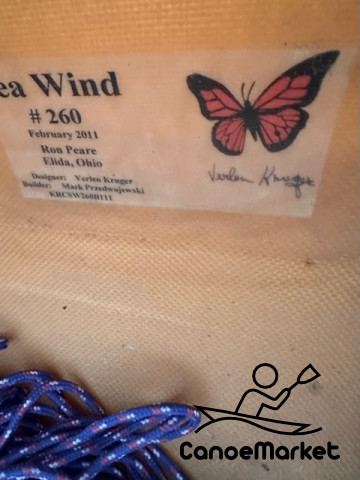 ea Wind
# 260
February 2011
Ron Peare
Elida, Ohio
Designer: Verlen Kruger
Builder: Mark Przedwojewski
KRCSW260B111
Verlen Kruger
CanoeMarket